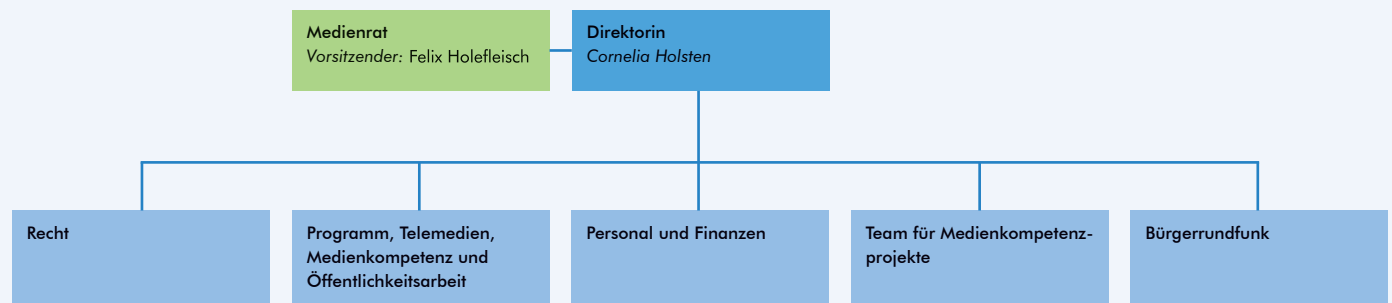 Medienrat
Vorsitzender: Felix Holefleisch
Direktorin
Cornelia Holsten
Recht
Programm, Telemedien,
Medienkompetenz und
Öffentlichkeitsarbeit
Personal und Finanzen
Team für Medienkompetenz-
projekte
Bürgerrundfunk